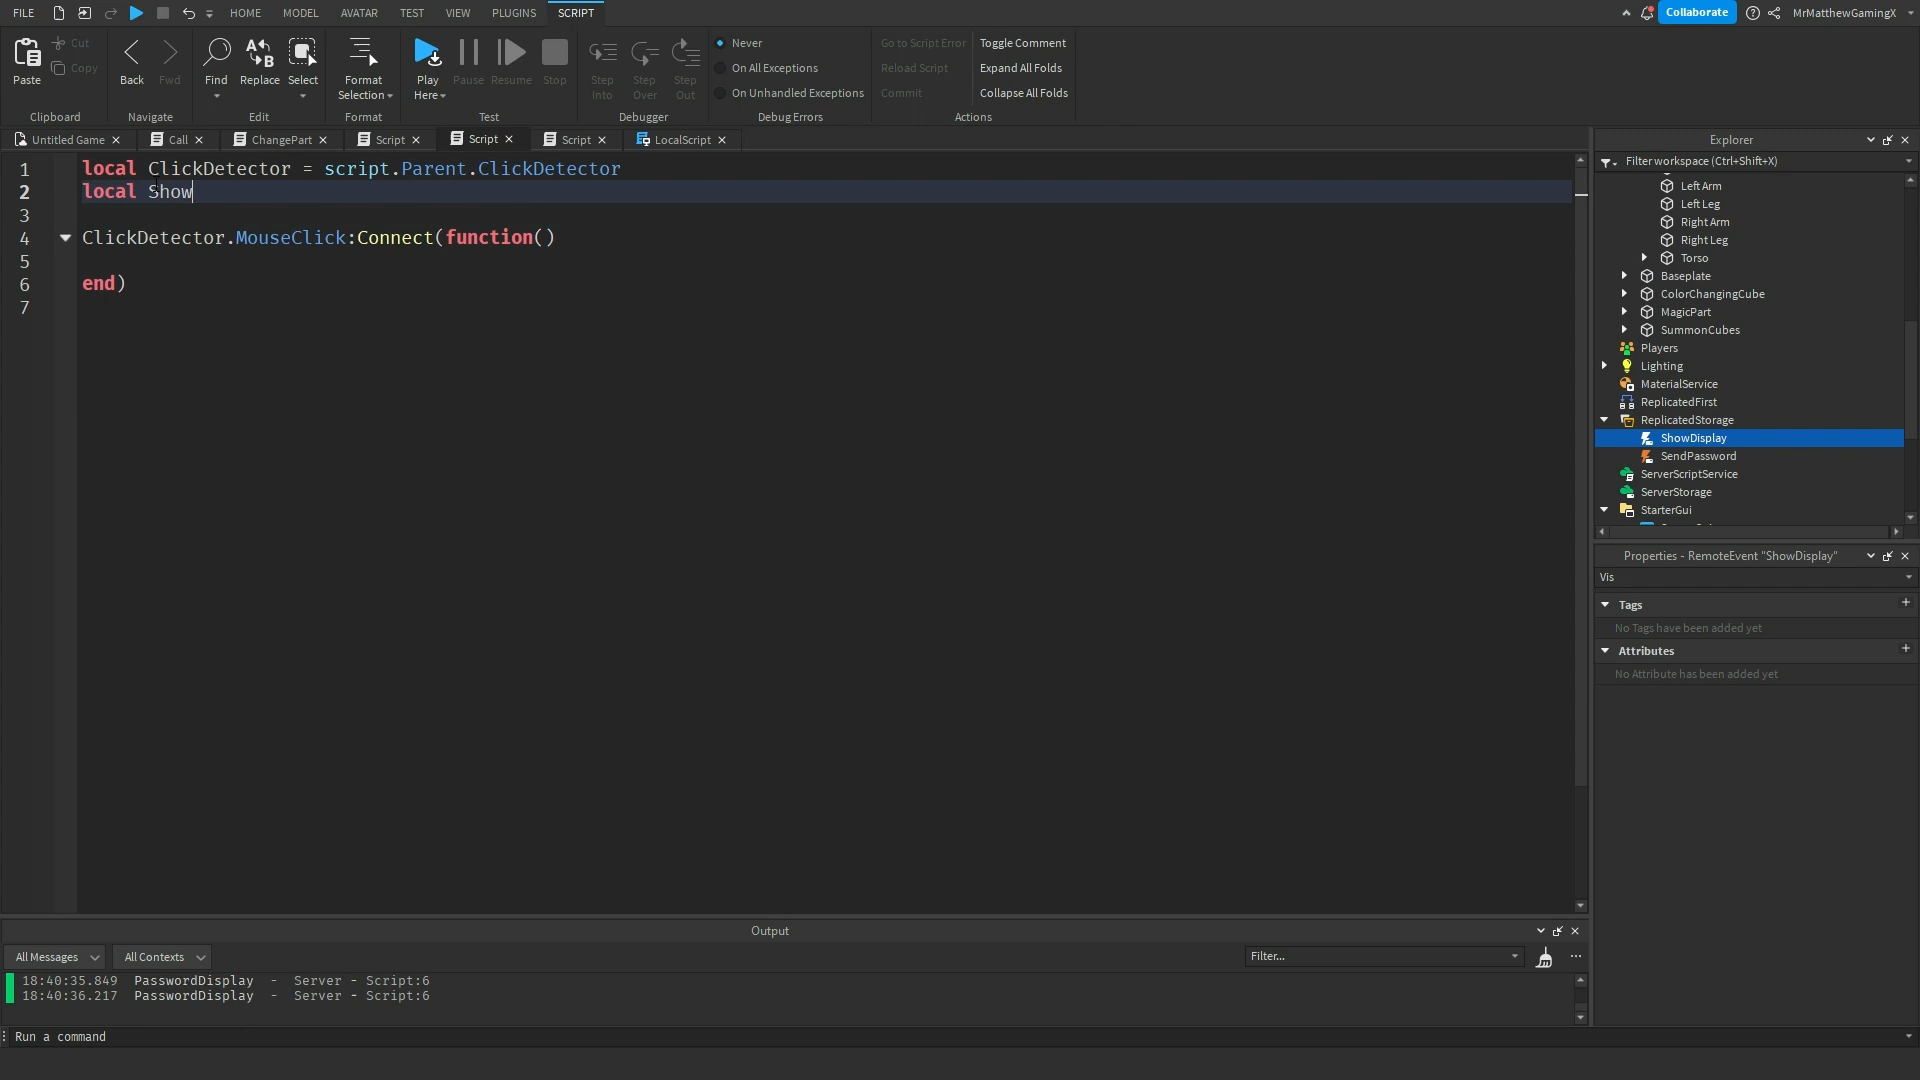 FILE HOME MODEL AVATAR TEST VIEW PLUGINS SCRIPT Collaborate MrMatthewGamingX
Paste Cut Copy Back Fwd Find Replace Select Format Selection Play Here Pause Resume Stop Step Into Step Over Step Out
Never Go to Script Error Toggle Comment
On All Exceptions Reload Script Expand All Folds
On Unhandled Exceptions Commit Collapse All Folds
Clipboard Navigate Edit Format Test Debugger Debug Errors Actions
Untitled Game Call ChangePart Script Script Script LocalScript
1 local ClickDetector = script.Parent.ClickDetector
2 local Show
3
4 ClickDetector.MouseClick:Connect(function()
5
6 end)
7
Explorer
Filter workspace (Ctrl+Shift+X)
Left Arm
Left Leg
Right Arm
Right Leg
Torso
Baseplate
ColorChangingCube
MagicPart
SummonCubes
Players
Lighting
MaterialService
ReplicatedFirst
ReplicatedStorage
ShowDisplay
SendPassword
ServerScriptService
ServerStorage
StarterGui
Properties - RemoteEvent "ShowDisplay"
Vis
Tags
No Tags have been added yet
Attributes
No Attribute has been added yet
Output
All Messages All Contexts Filter...
18:40:35.849 PasswordDisplay - Server - Script:6
18:40:36.217 PasswordDisplay - Server - Script:6
Run a command